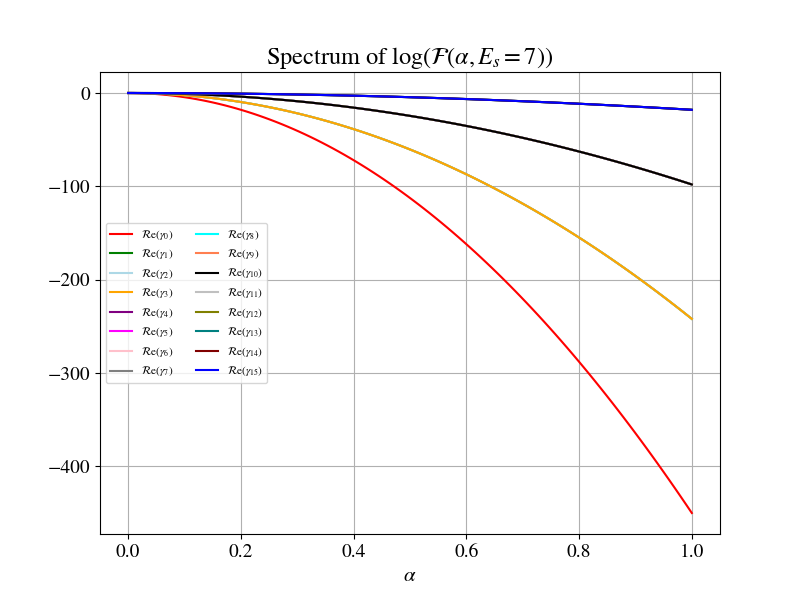 Spectrum of log(ℱ(α, Eₛ = 7))
0
−100
−200
−300
−400
ℛe(γ₀)
ℛe(γ₁)
ℛe(γ₂)
ℛe(γ₃)
ℛe(γ₄)
ℛe(γ₅)
ℛe(γ₆)
ℛe(γ₇)
ℛe(γ₈)
ℛe(γ₉)
ℛe(γ₁₀)
ℛe(γ₁₁)
ℛe(γ₁₂)
ℛe(γ₁₃)
ℛe(γ₁₄)
ℛe(γ₁₅)
0.0 0.2 0.4 0.6 0.8 1.0
α